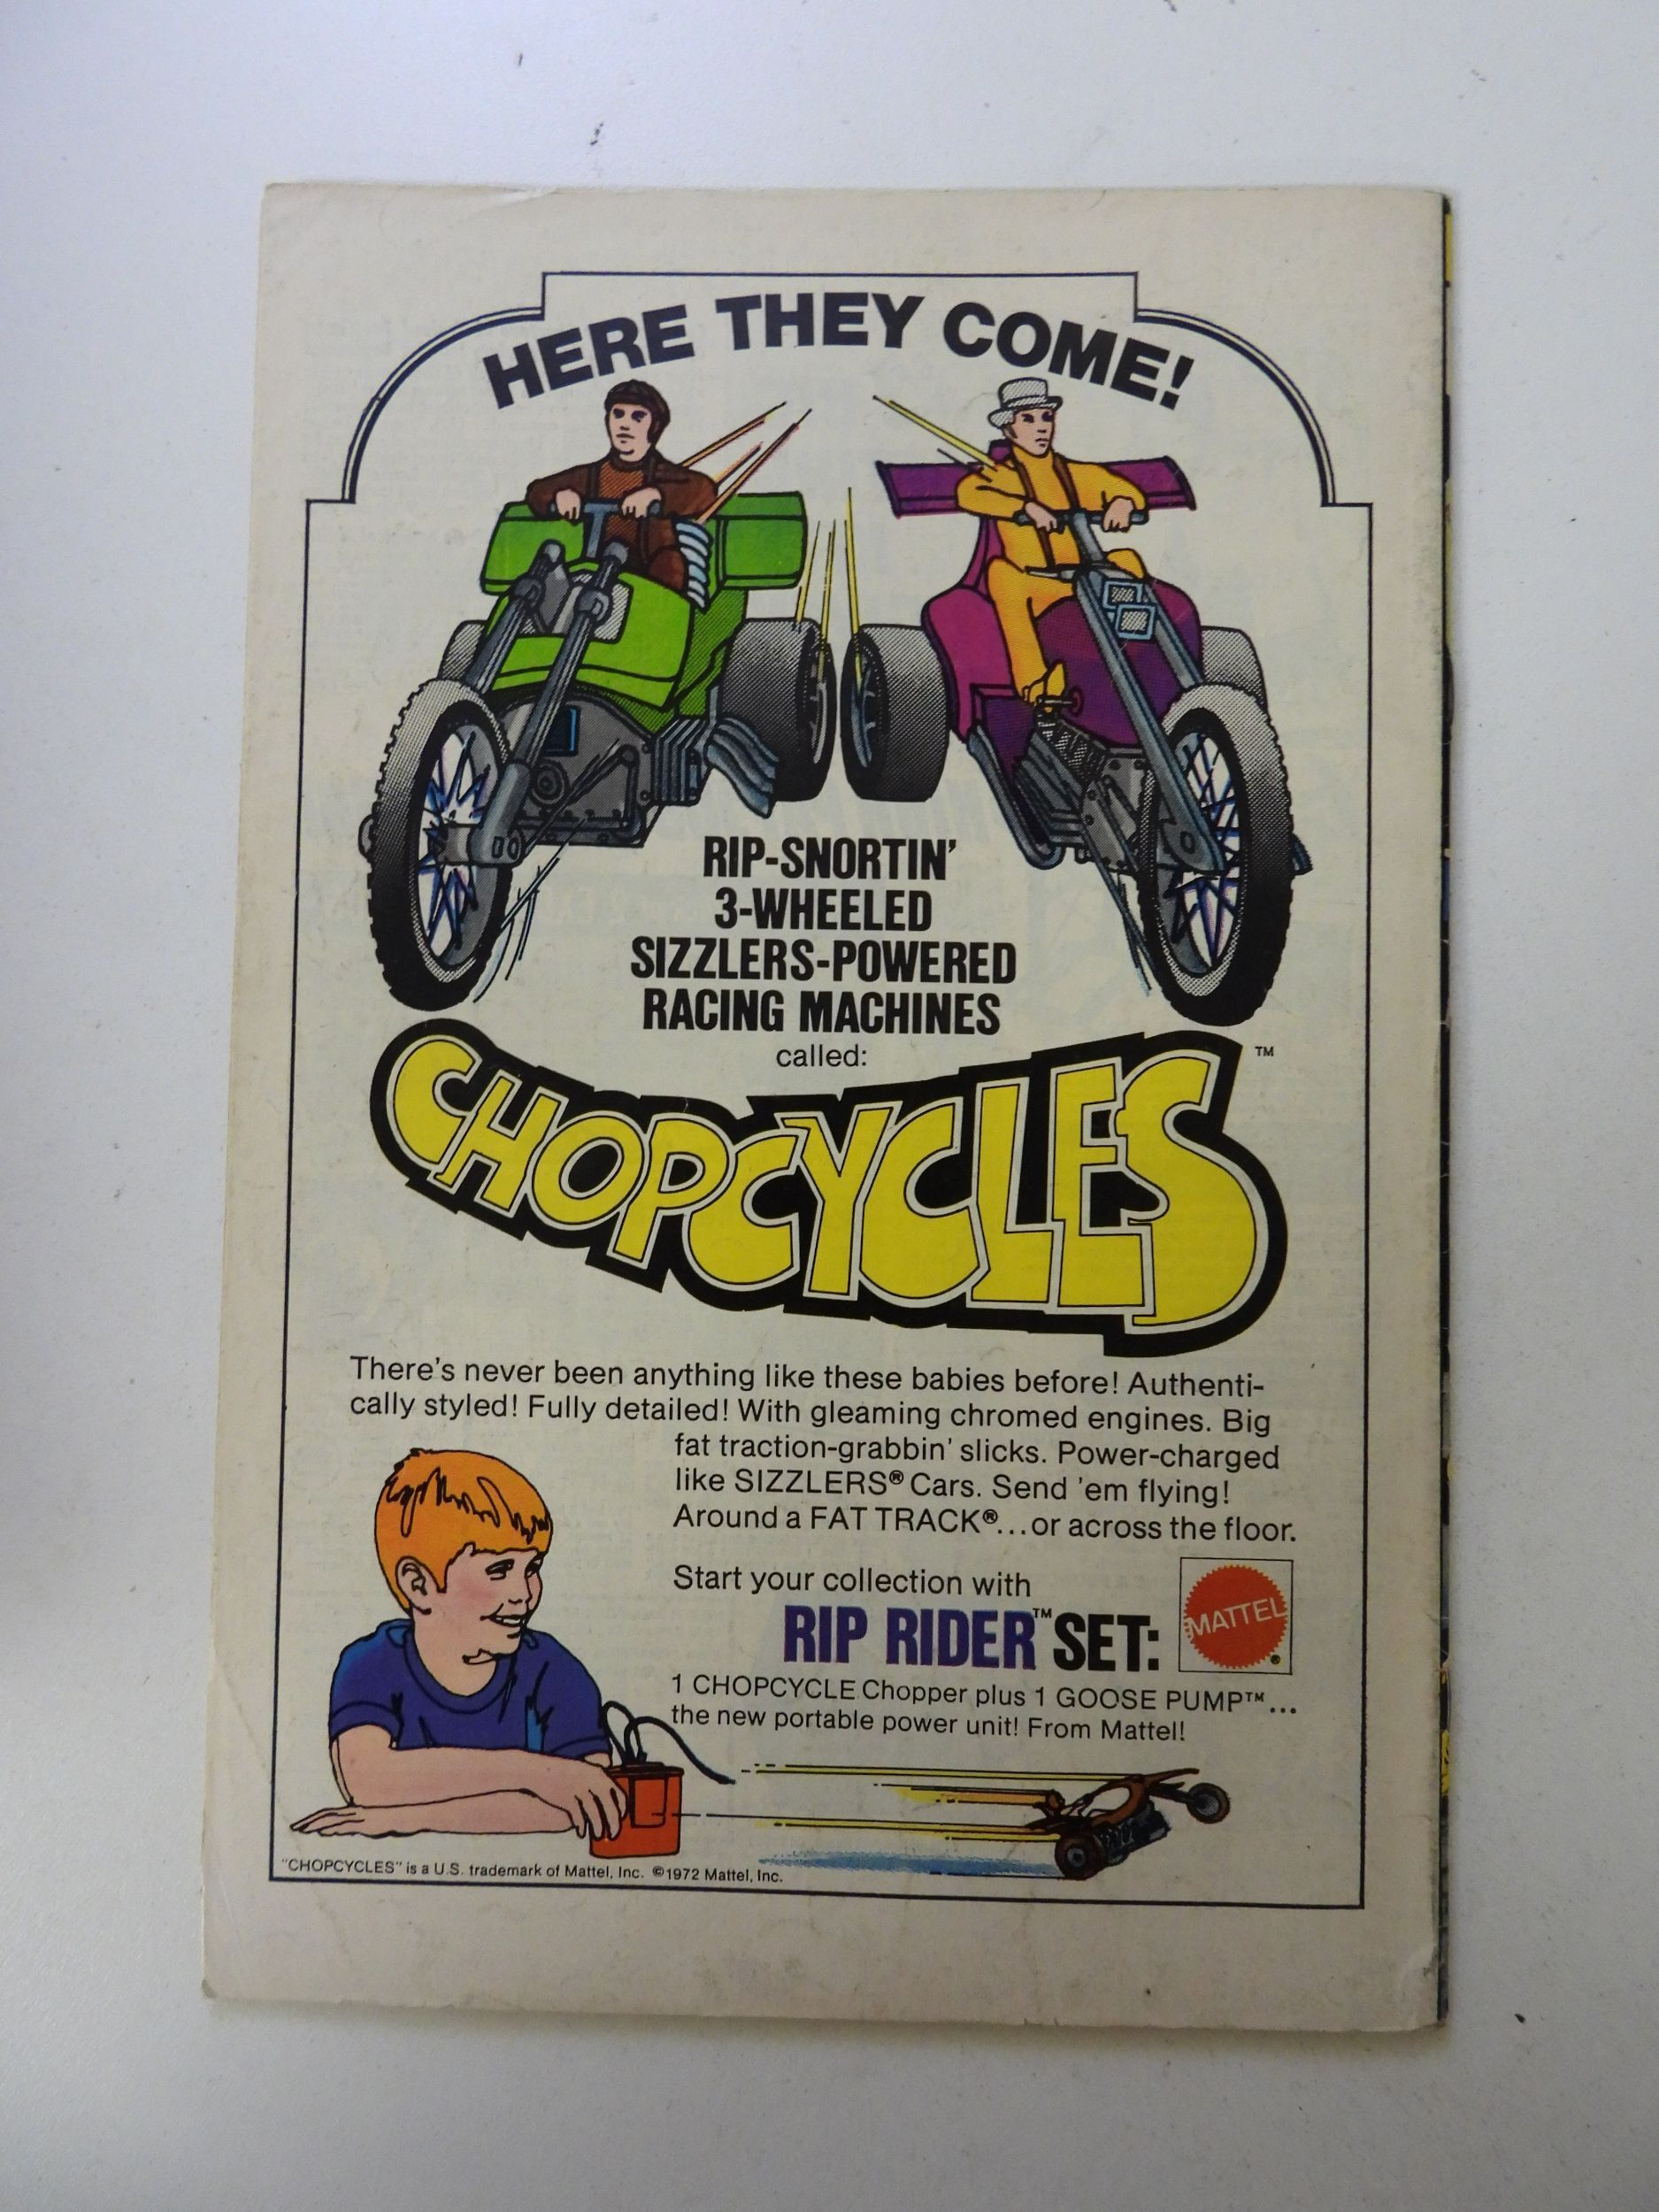 HERE THEY COME!
RIP-SNORTIN'
3-WHEELED
SIZZLERS-POWERED
RACING MACHINES
called:
CHOPCYCLES™
There's never been anything like these babies before! Authenti-
cally styled! Fully detailed! With gleaming chromed engines. Big
fat traction-grabbin' slicks. Power-charged
like SIZZLERS® Cars. Send 'em flying!
Around a FAT TRACK®...or across the floor.
Start your collection with
RIP RIDER™ SET:
MATTEL®
1 CHOPCYCLE Chopper plus 1 GOOSE PUMP™...
the new portable power unit! From Mattel!
"CHOPCYCLES" is a U.S. trademark of Mattel, Inc. ©1972 Mattel, Inc.